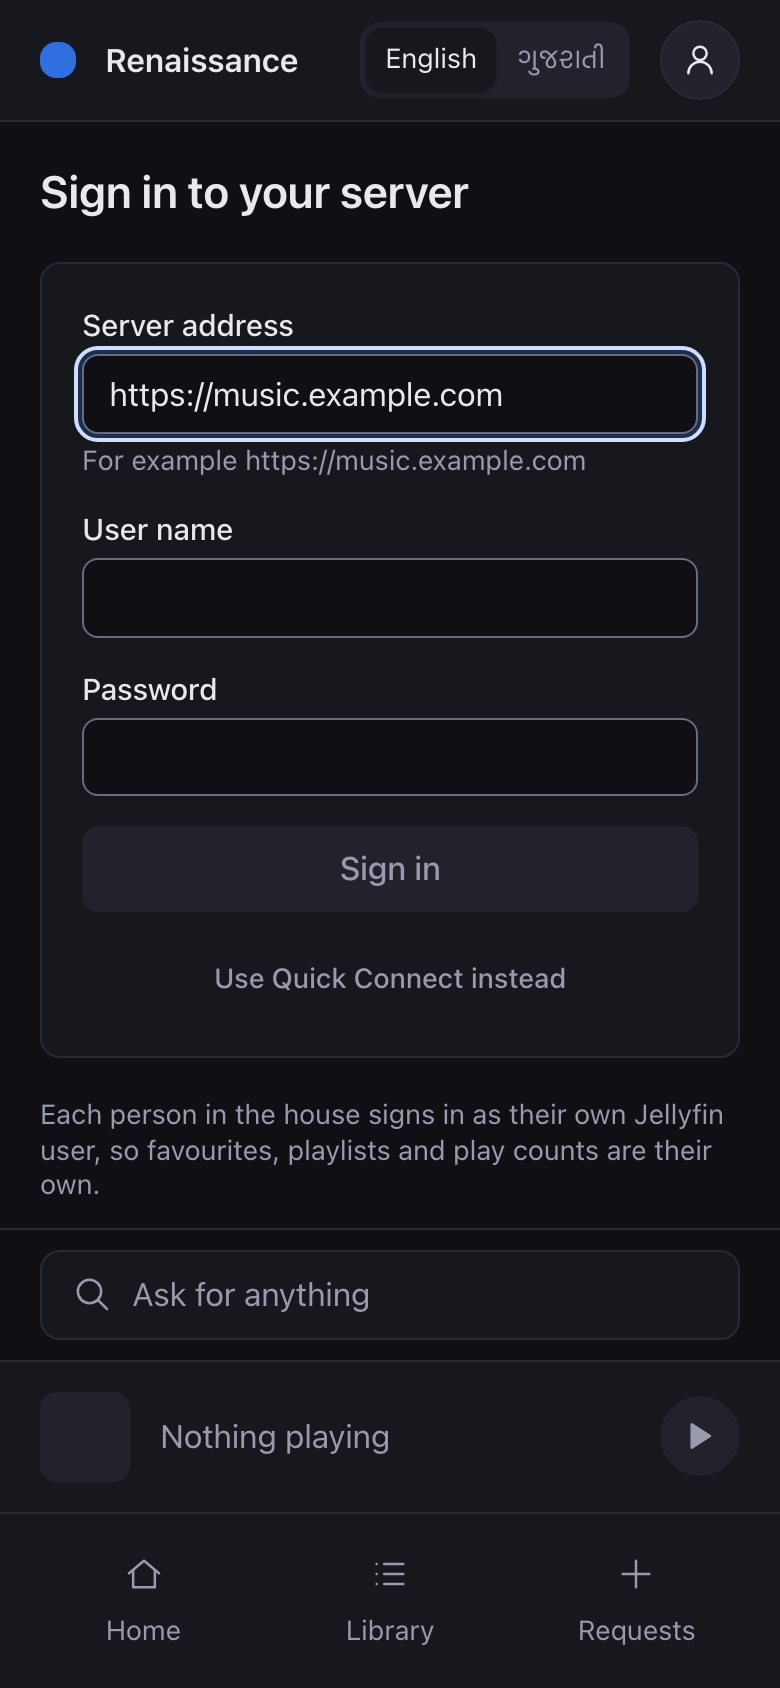 Renaissance
English
ગુજરાતી
Sign in to your server
Server address
https://music.example.com
For example https://music.example.com
User name
Password
Sign in
Use Quick Connect instead
Each person in the house signs in as their own Jellyfin
user, so favourites, playlists and play counts are their
own.
Ask for anything
Nothing playing
Home
Library
Requests